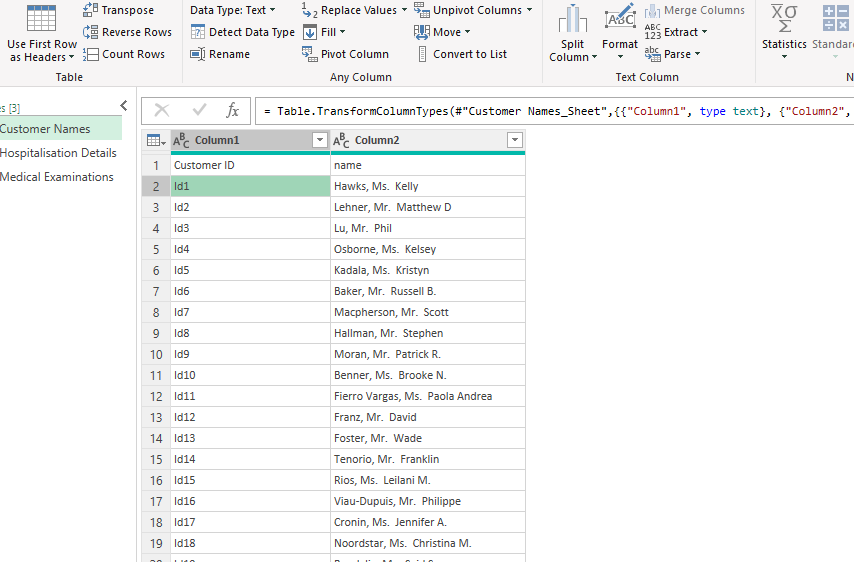 Use First Row
as Headers
Transpose
Reverse Rows
Count Rows
Table
Data Type: Text
Detect Data Type
Rename
Replace Values
Fill
Pivot Column
Unpivot Columns
Move
Convert to List
Any Column
Split
Column
Format
ABC
Merge Columns
ABC
123
Extract
abc
Parse
Text Column
XΟ
Σ
Statistics
Standard
N
s [3]
Customer Names
Hospitalisation Details
Medical Examinations
fx
= Table.TransformColumnTypes(#"Customer Names_Sheet",{{"Column1", type text}, {"Column2",
ABC Column1 ABC Column2
1 Customer ID name
2 Id1 Hawks, Ms.  Kelly
3 Id2 Lehner, Mr.  Matthew D
4 Id3 Lu, Mr.  Phil
5 Id4 Osborne, Ms.  Kelsey
6 Id5 Kadala, Ms.  Kristyn
7 Id6 Baker, Mr.  Russell B.
8 Id7 Macpherson, Mr.  Scott
9 Id8 Hallman, Mr.  Stephen
10 Id9 Moran, Mr.  Patrick R.
11 Id10 Benner, Ms.  Brooke N.
12 Id11 Fierro Vargas, Ms.  Paola Andrea
13 Id12 Franz, Mr.  David
14 Id13 Foster, Mr.  Wade
15 Id14 Tenorio, Mr.  Franklin
16 Id15 Rios, Ms.  Leilani M.
17 Id16 Viau-Dupuis, Mr.  Philippe
18 Id17 Cronin, Ms.  Jennifer A.
19 Id18 Noordstar, Ms.  Christina M.